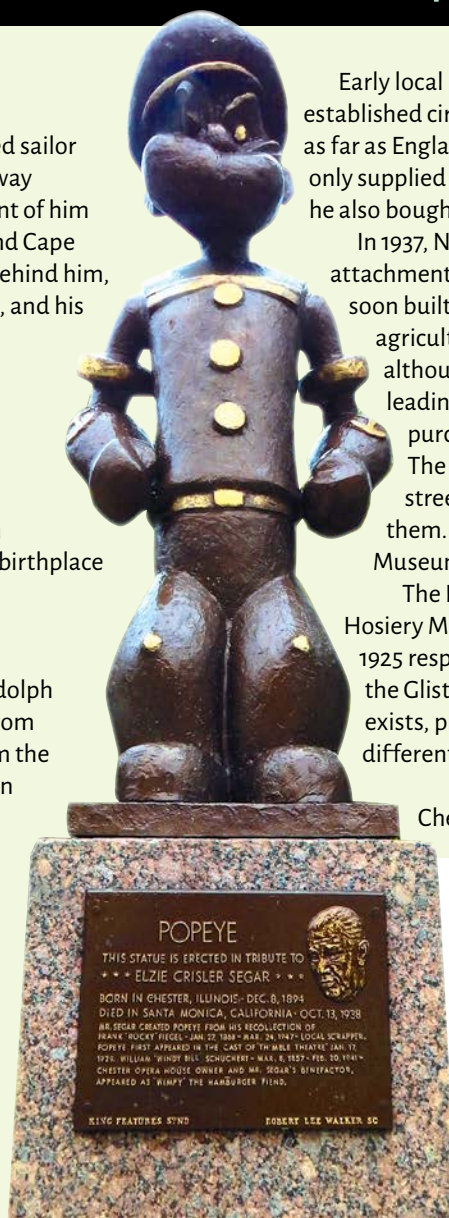 ed sailor
way
nt of him
nd Cape
ehind him,
, and his
birthplace
dolph
om
m the
n
Early local
established cir
as far as Engla
only supplied
he also bough
In 1937, N
attachment
soon built
agricult
althou
leadin
purc
The
stree
them.
Museum
The
Hosiery M
1925 resp
the Glist
exists, p
different
Che
POPEYE
THIS STATUE IS ERECTED IN TRIBUTE TO
* * * ELZIE CRISLER SEGAR * * *
BORN IN CHESTER, ILLINOIS - DEC. 8, 1894
DIED IN SANTA MONICA, CALIFORNIA - OCT. 13, 1938
MR. SEGAR CREATED POPEYE FROM HIS RECOLLECTION OF
FRANK "ROCKY" FIEGEL - JAN. 27, 1868 - MAR. 24, 1947 - LOCAL SCRAPPER.
POPEYE FIRST APPEARED IN THE CAST OF THIMBLE THEATRE JAN. 17,
1929. WILLIAM "WINDY BILL" SCHUCHERT - MAR. 8, 1857 - FEB. 20, 1941 -
CHESTER OPERA HOUSE OWNER AND MR. SEGAR'S BENEFACTOR,
APPEARED AS "WIMPY" THE HAMBURGER FIEND.
KING FEATURES SYND
ROBERT LEE WALKER SC